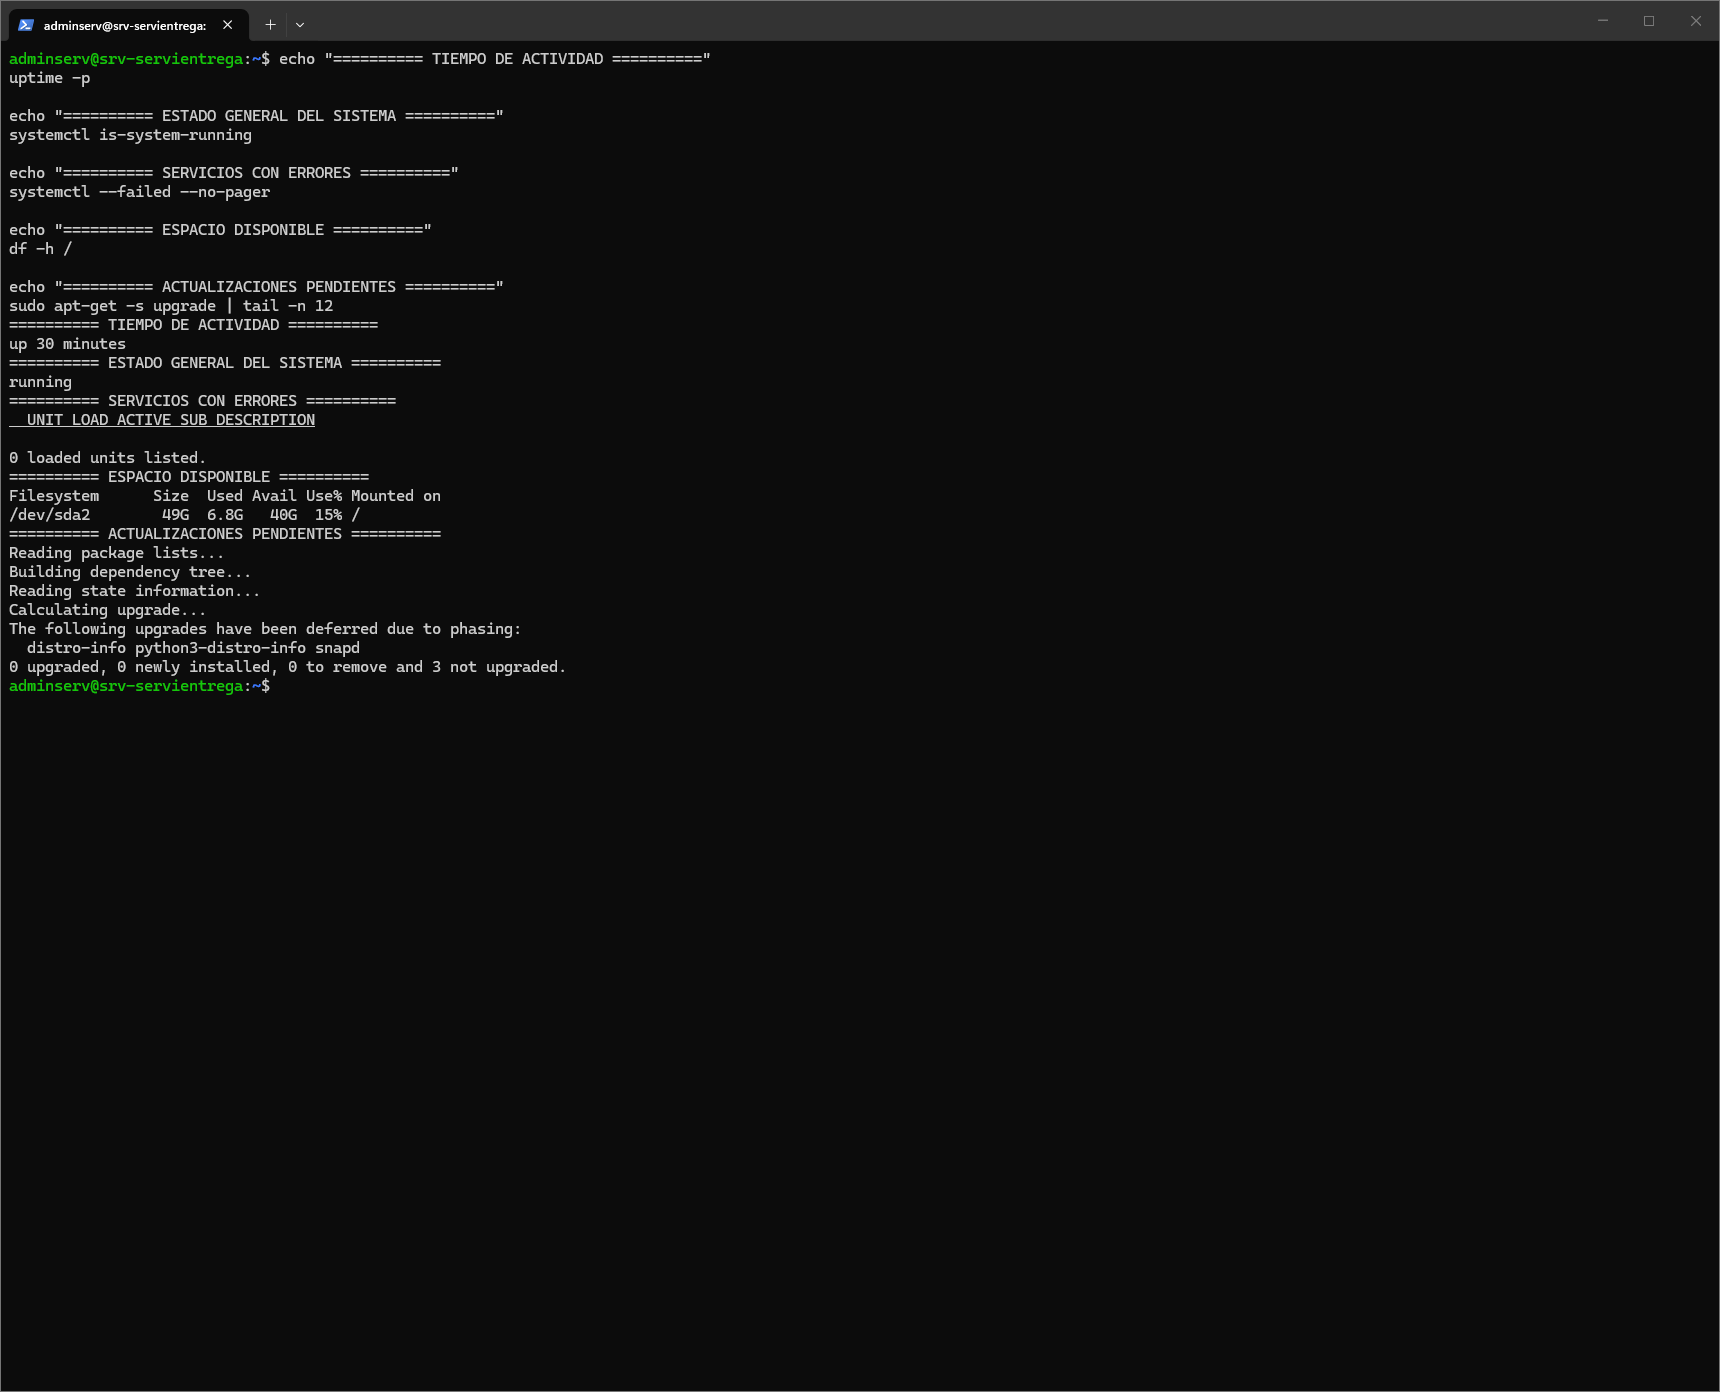 adminserv@srv-servientrega:
adminserv@srv-servientrega:~$ echo "========== TIEMPO DE ACTIVIDAD =========="
uptime -p
echo "========== ESTADO GENERAL DEL SISTEMA =========="
systemctl is-system-running
echo "========== SERVICIOS CON ERRORES =========="
systemctl --failed --no-pager
echo "========== ESPACIO DISPONIBLE =========="
df -h /
echo "========== ACTUALIZACIONES PENDIENTES =========="
sudo apt-get -s upgrade | tail -n 12
========== TIEMPO DE ACTIVIDAD ==========
up 30 minutes
========== ESTADO GENERAL DEL SISTEMA ==========
running
========== SERVICIOS CON ERRORES ==========
  UNIT LOAD ACTIVE SUB DESCRIPTION
0 loaded units listed.
========== ESPACIO DISPONIBLE ==========
Filesystem      Size  Used Avail Use% Mounted on
/dev/sda2        49G  6.8G   40G  15% /
========== ACTUALIZACIONES PENDIENTES ==========
Reading package lists...
Building dependency tree...
Reading state information...
Calculating upgrade...
The following upgrades have been deferred due to phasing:
  distro-info python3-distro-info snapd
0 upgraded, 0 newly installed, 0 to remove and 3 not upgraded.
adminserv@srv-servientrega:~$